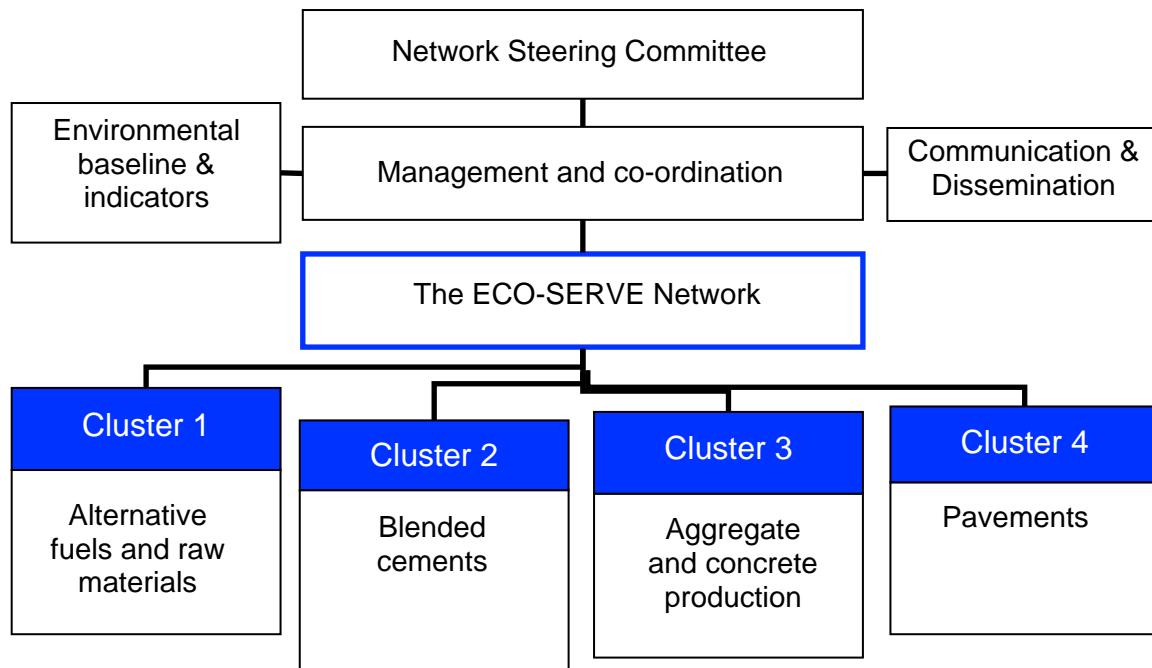 Network Steering Committee
Environmental
baseline &
indicators
Management and co-ordination
Communication &
Dissemination
The ECO-SERVE Network
Cluster 1
Alternative
fuels and raw
materials
Cluster 2
Blended
cements
Cluster 3
Aggregate
and concrete
production
Cluster 4
Pavements